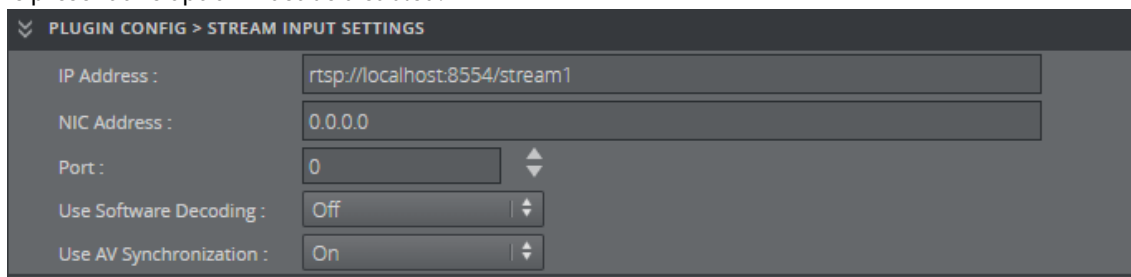 PLUGIN CONFIG > STREAM INPUT SETTINGS
IP Address : rtsp://localhost:8554/stream1
NIC Address : 0.0.0.0
Port : 0
Use Software Decoding : Off
Use AV Synchronization : On